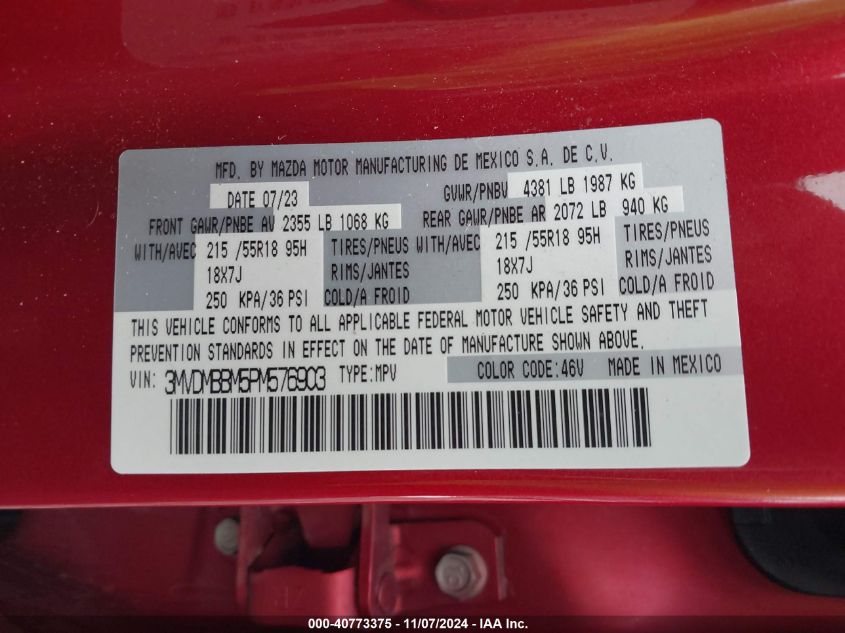 MFD. BY MAZDA MOTOR MANUFACTURING DE MEXICO S.A. DE C.V.
DATE 07/23 GVWR/PNBV 4381 LB 1987 KG
FRONT GAWR/PNBE AV 2355 LB 1068 KG REAR GAWR/PNBE AR 2072 LB 940 KG
WITH/AVEC 215 /55R18 95H TIRES/PNEUS WITH/AVEC 215 /55R18 95H TIRES/PNEUS
18X7J RIMS/JANTES 18X7J RIMS/JANTES
250 KPA/36 PSI COLD/A FROID 250 KPA/36 PSI COLD/A FROID
THIS VEHICLE CONFORMS TO ALL APPLICABLE FEDERAL MOTOR VEHICLE SAFETY AND THEFT
PREVENTION STANDARDS IN EFFECT ON THE DATE OF MANUFACTURE SHOWN ABOVE.
VIN: 3MVDMBBM5PM576903 TYPE:MPV COLOR CODE:46V MADE IN MEXICO
000-40773375 - 11/07/2024 - IAA Inc.